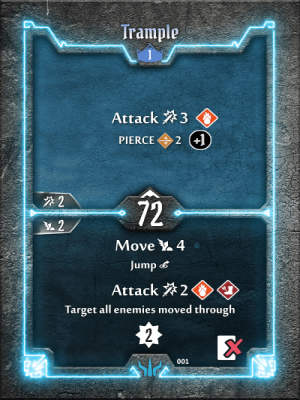 Trample
1
Attack 3
PIERCE 2 +1
2
72
2
Move 4
Jump
Attack 2
Target all enemies moved through
2
001